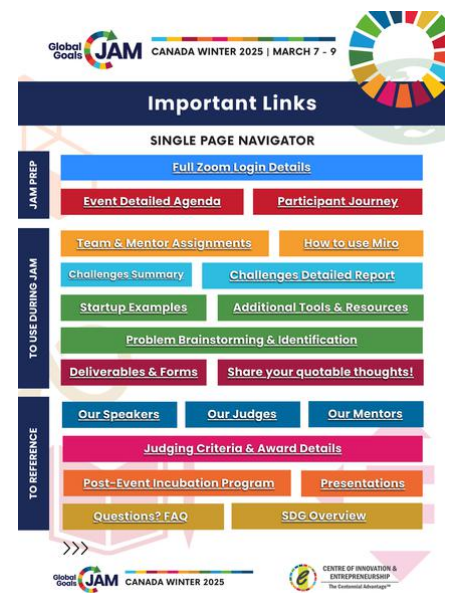 Global
Goals JAM CANADA WINTER 2025 | MARCH 7 - 9
Important Links
SINGLE PAGE NAVIGATOR
JAM PREP
Full Zoom Login Details
Event Detailed Agenda
Participant Journey
TO USE DURING JAM
Team & Mentor Assignments
How to use Miro
Challenges Summary
Challenges Detailed Report
Startup Examples
Additional Tools & Resources
Problem Brainstorming & Identification
Deliverables & Forms
Share your quotable thoughts!
TO REFERENCE
Our Speakers
Our Judges
Our Mentors
Judging Criteria & Award Details
Post-Event Incubation Program
Presentations
Questions? FAQ
SDG Overview
>>>
Global
Goals JAM CANADA WINTER 2025
e
CENTRE OF INNOVATION &
ENTREPRENEURSHIP
The Centennial Advantage™